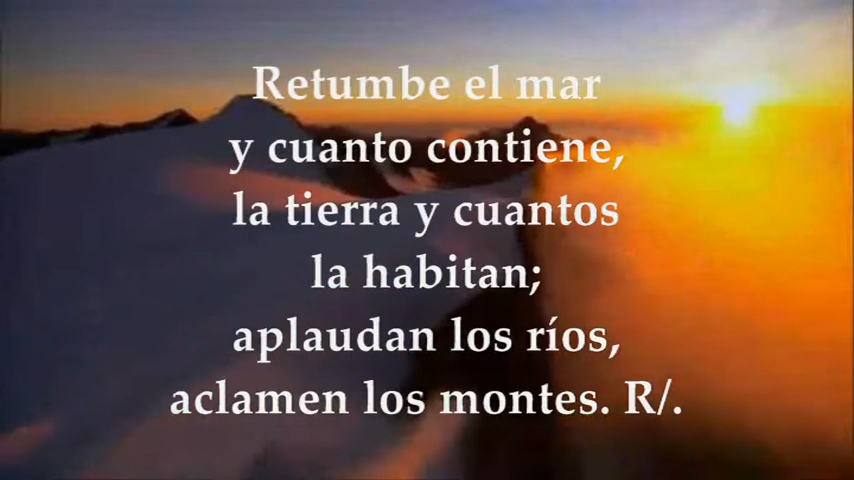 Retumbe el mar
y cuanto contiene,
la tierra y cuantos
la habitan;
aplaudan los ríos,
aclamen los montes. R/.